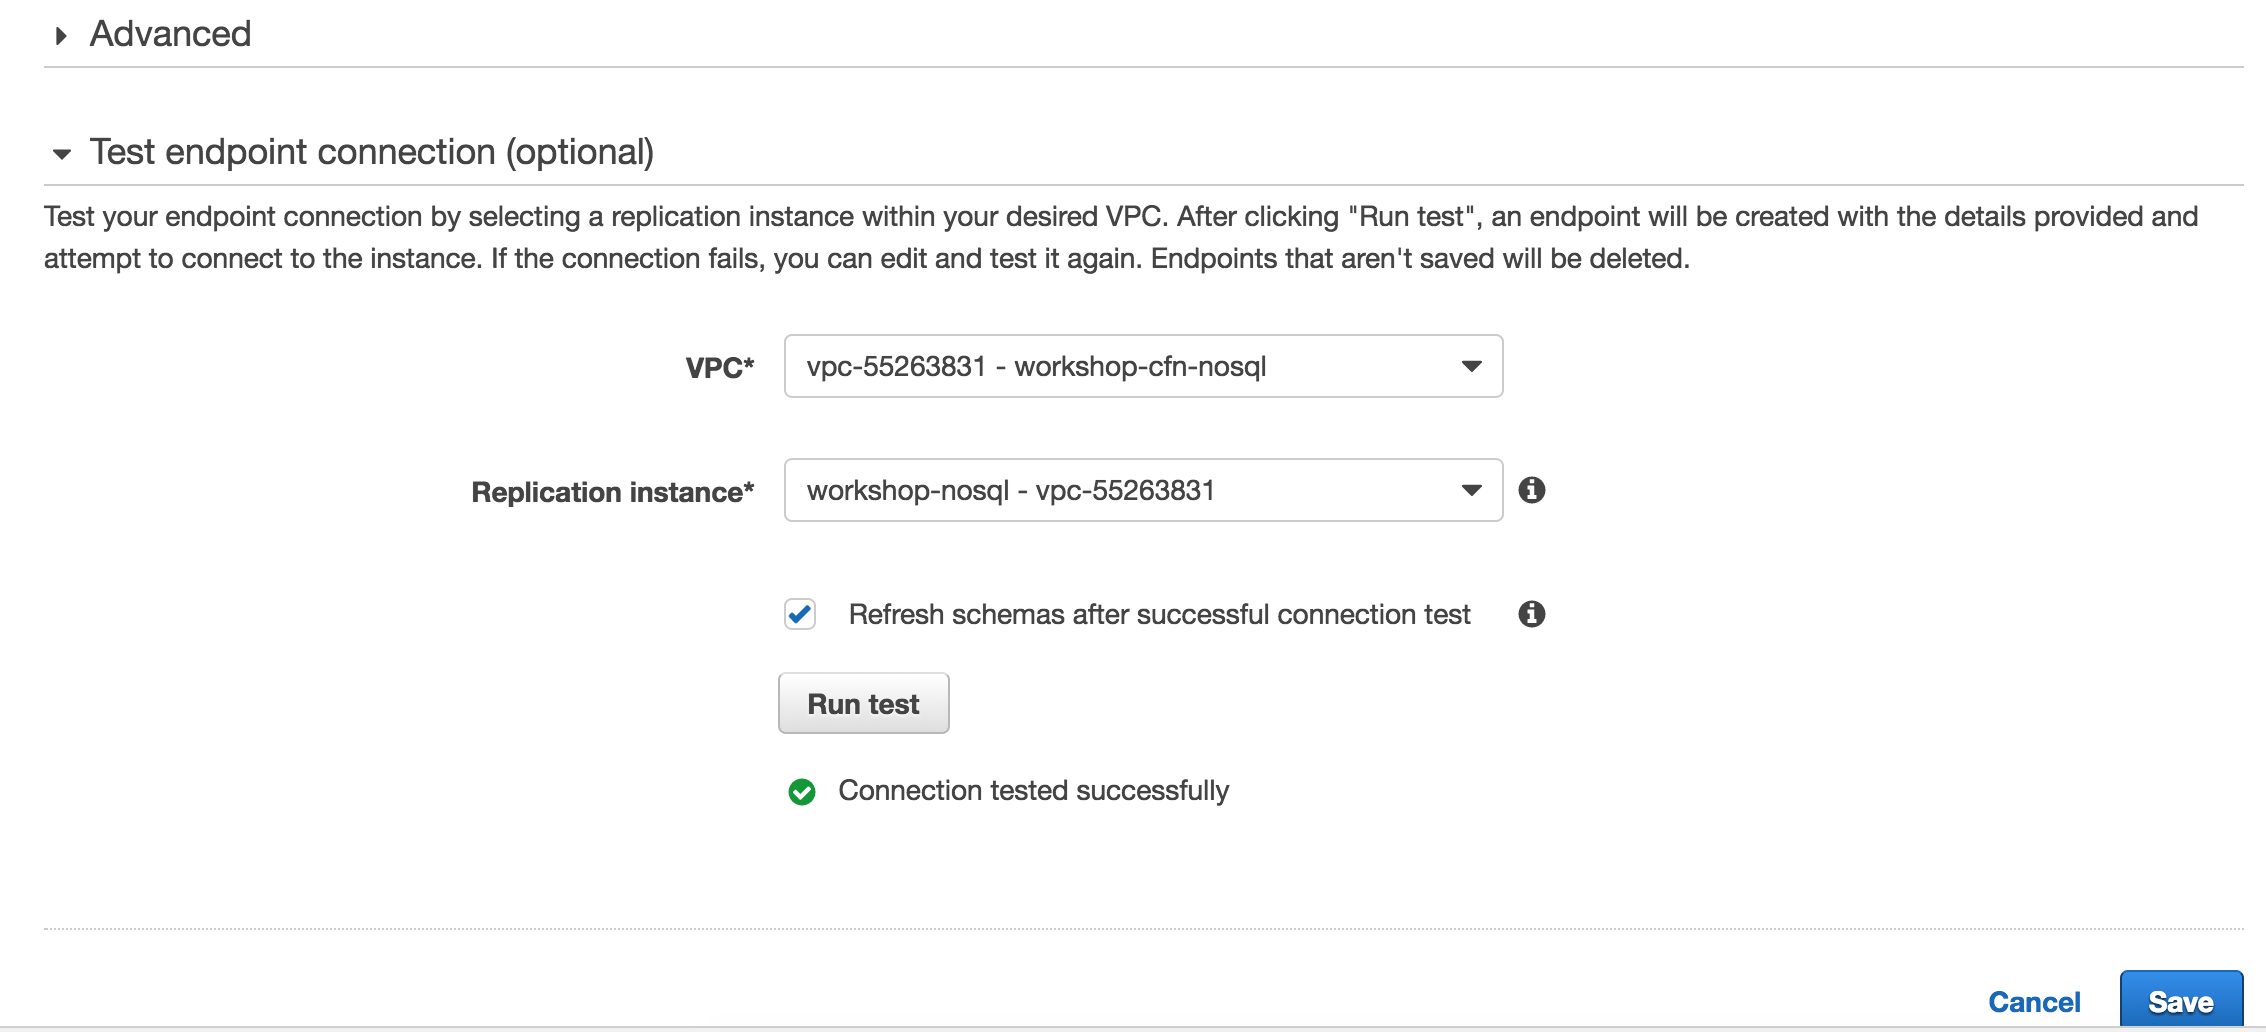 Advanced
Test endpoint connection (optional)
Test your endpoint connection by selecting a replication instance within your desired VPC. After clicking "Run test", an endpoint will be created with the details provided and
attempt to connect to the instance. If the connection fails, you can edit and test it again. Endpoints that aren't saved will be deleted.
VPC* vpc-55263831 - workshop-cfn-nosql
Replication instance* workshop-nosql - vpc-55263831
Refresh schemas after successful connection test
Run test
Connection tested successfully
Cancel Save